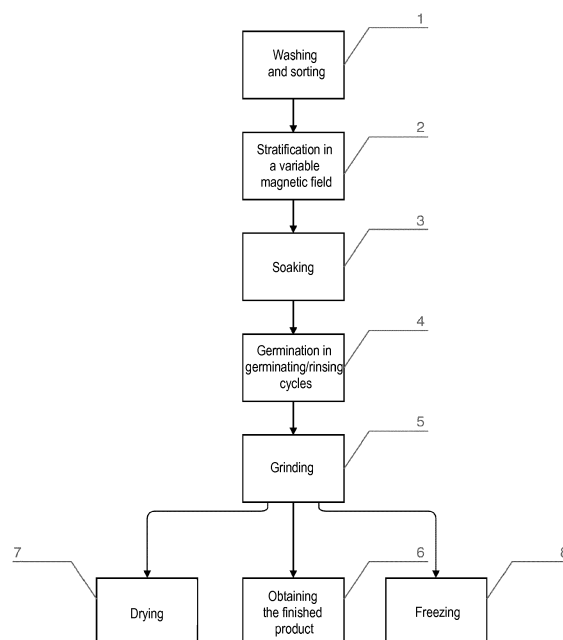 1
Washing
and sorting
2
Stratification in
a variable
magnetic field
3
Soaking
4
Germination in
germinating/rinsing
cycles
5
Grinding
7
6
8
Drying
Obtaining
the finished
product
Freezing